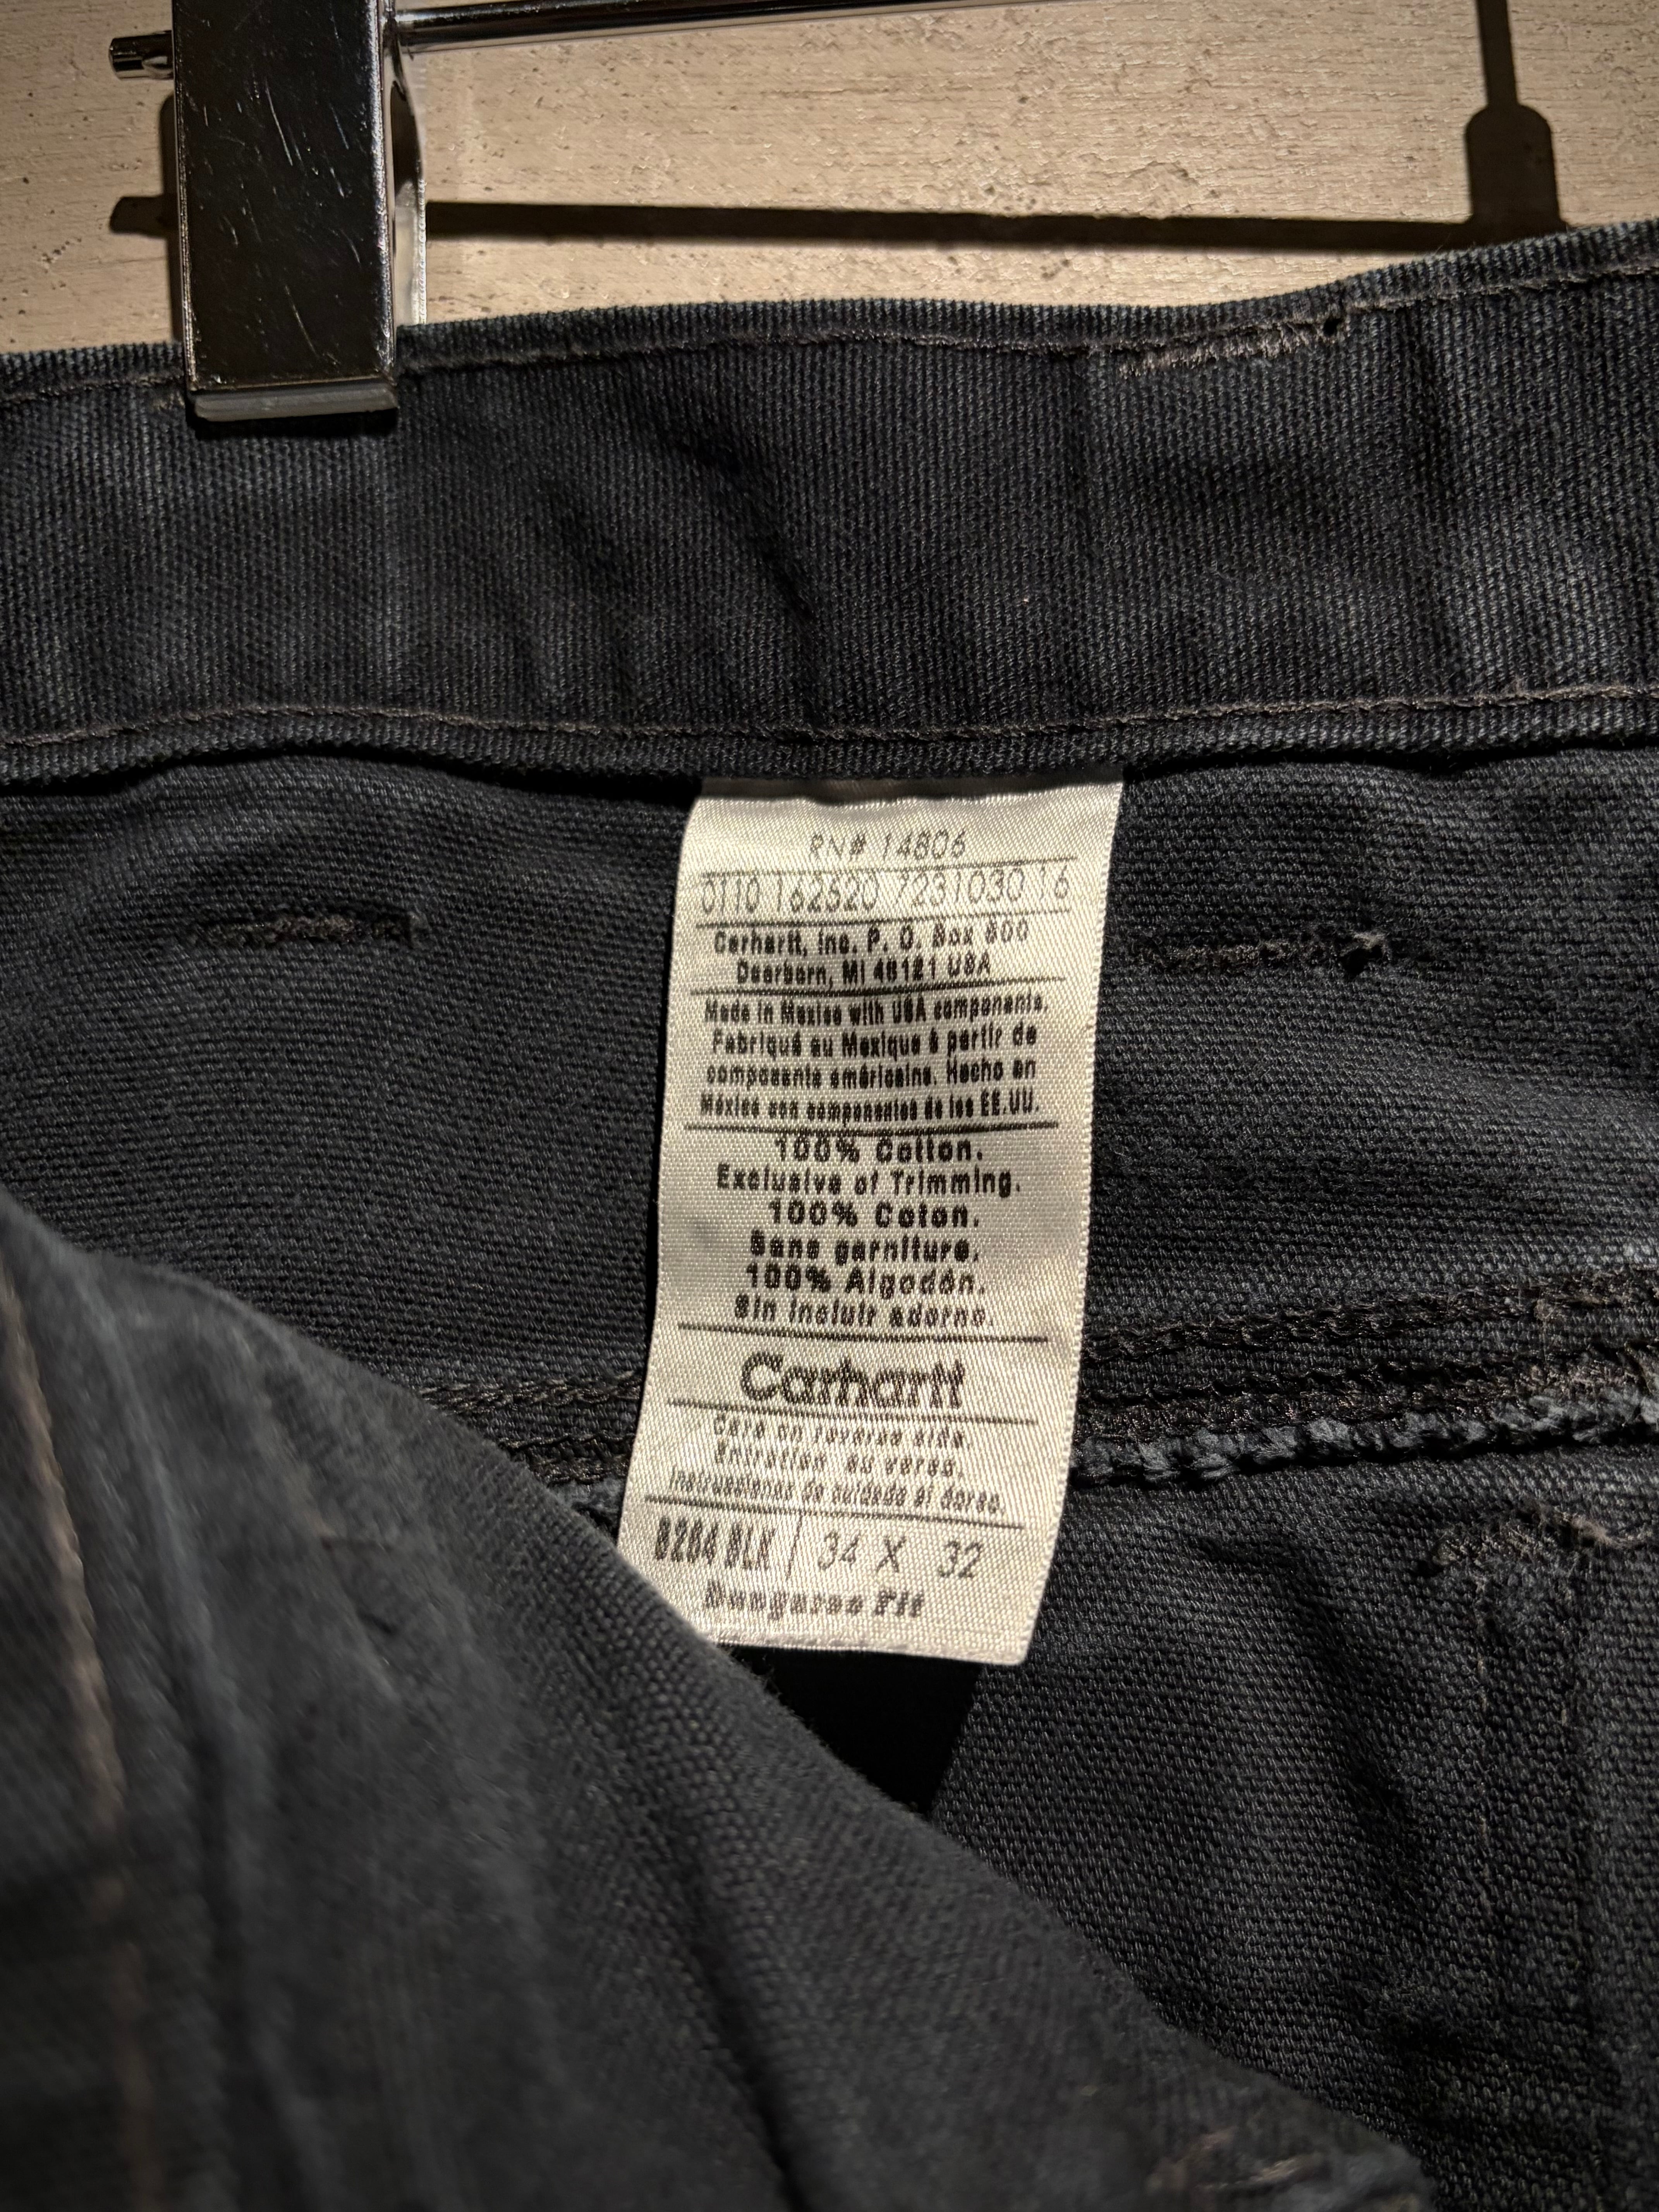 RN# 14806
0110 162520 7231030 16
Carhartt, Inc. P. O. Box 600
Dearborn, MI 48121 USA
Made in Mexico with USA components.
Fabriqué au Mexique à partir de
composants américains. Hecho en
México con componentes de los EE.UU.
100% Cotton.
Exclusive of Trimming.
100% Coton.
Sans garniture.
100% Algodón.
Sin incluir adorno.
Carhartt
Care on reverse side.
Entretien au verso.
Instrucciones de cuidado al dorso.
BLK | 34 X 32
Dungaree Fit